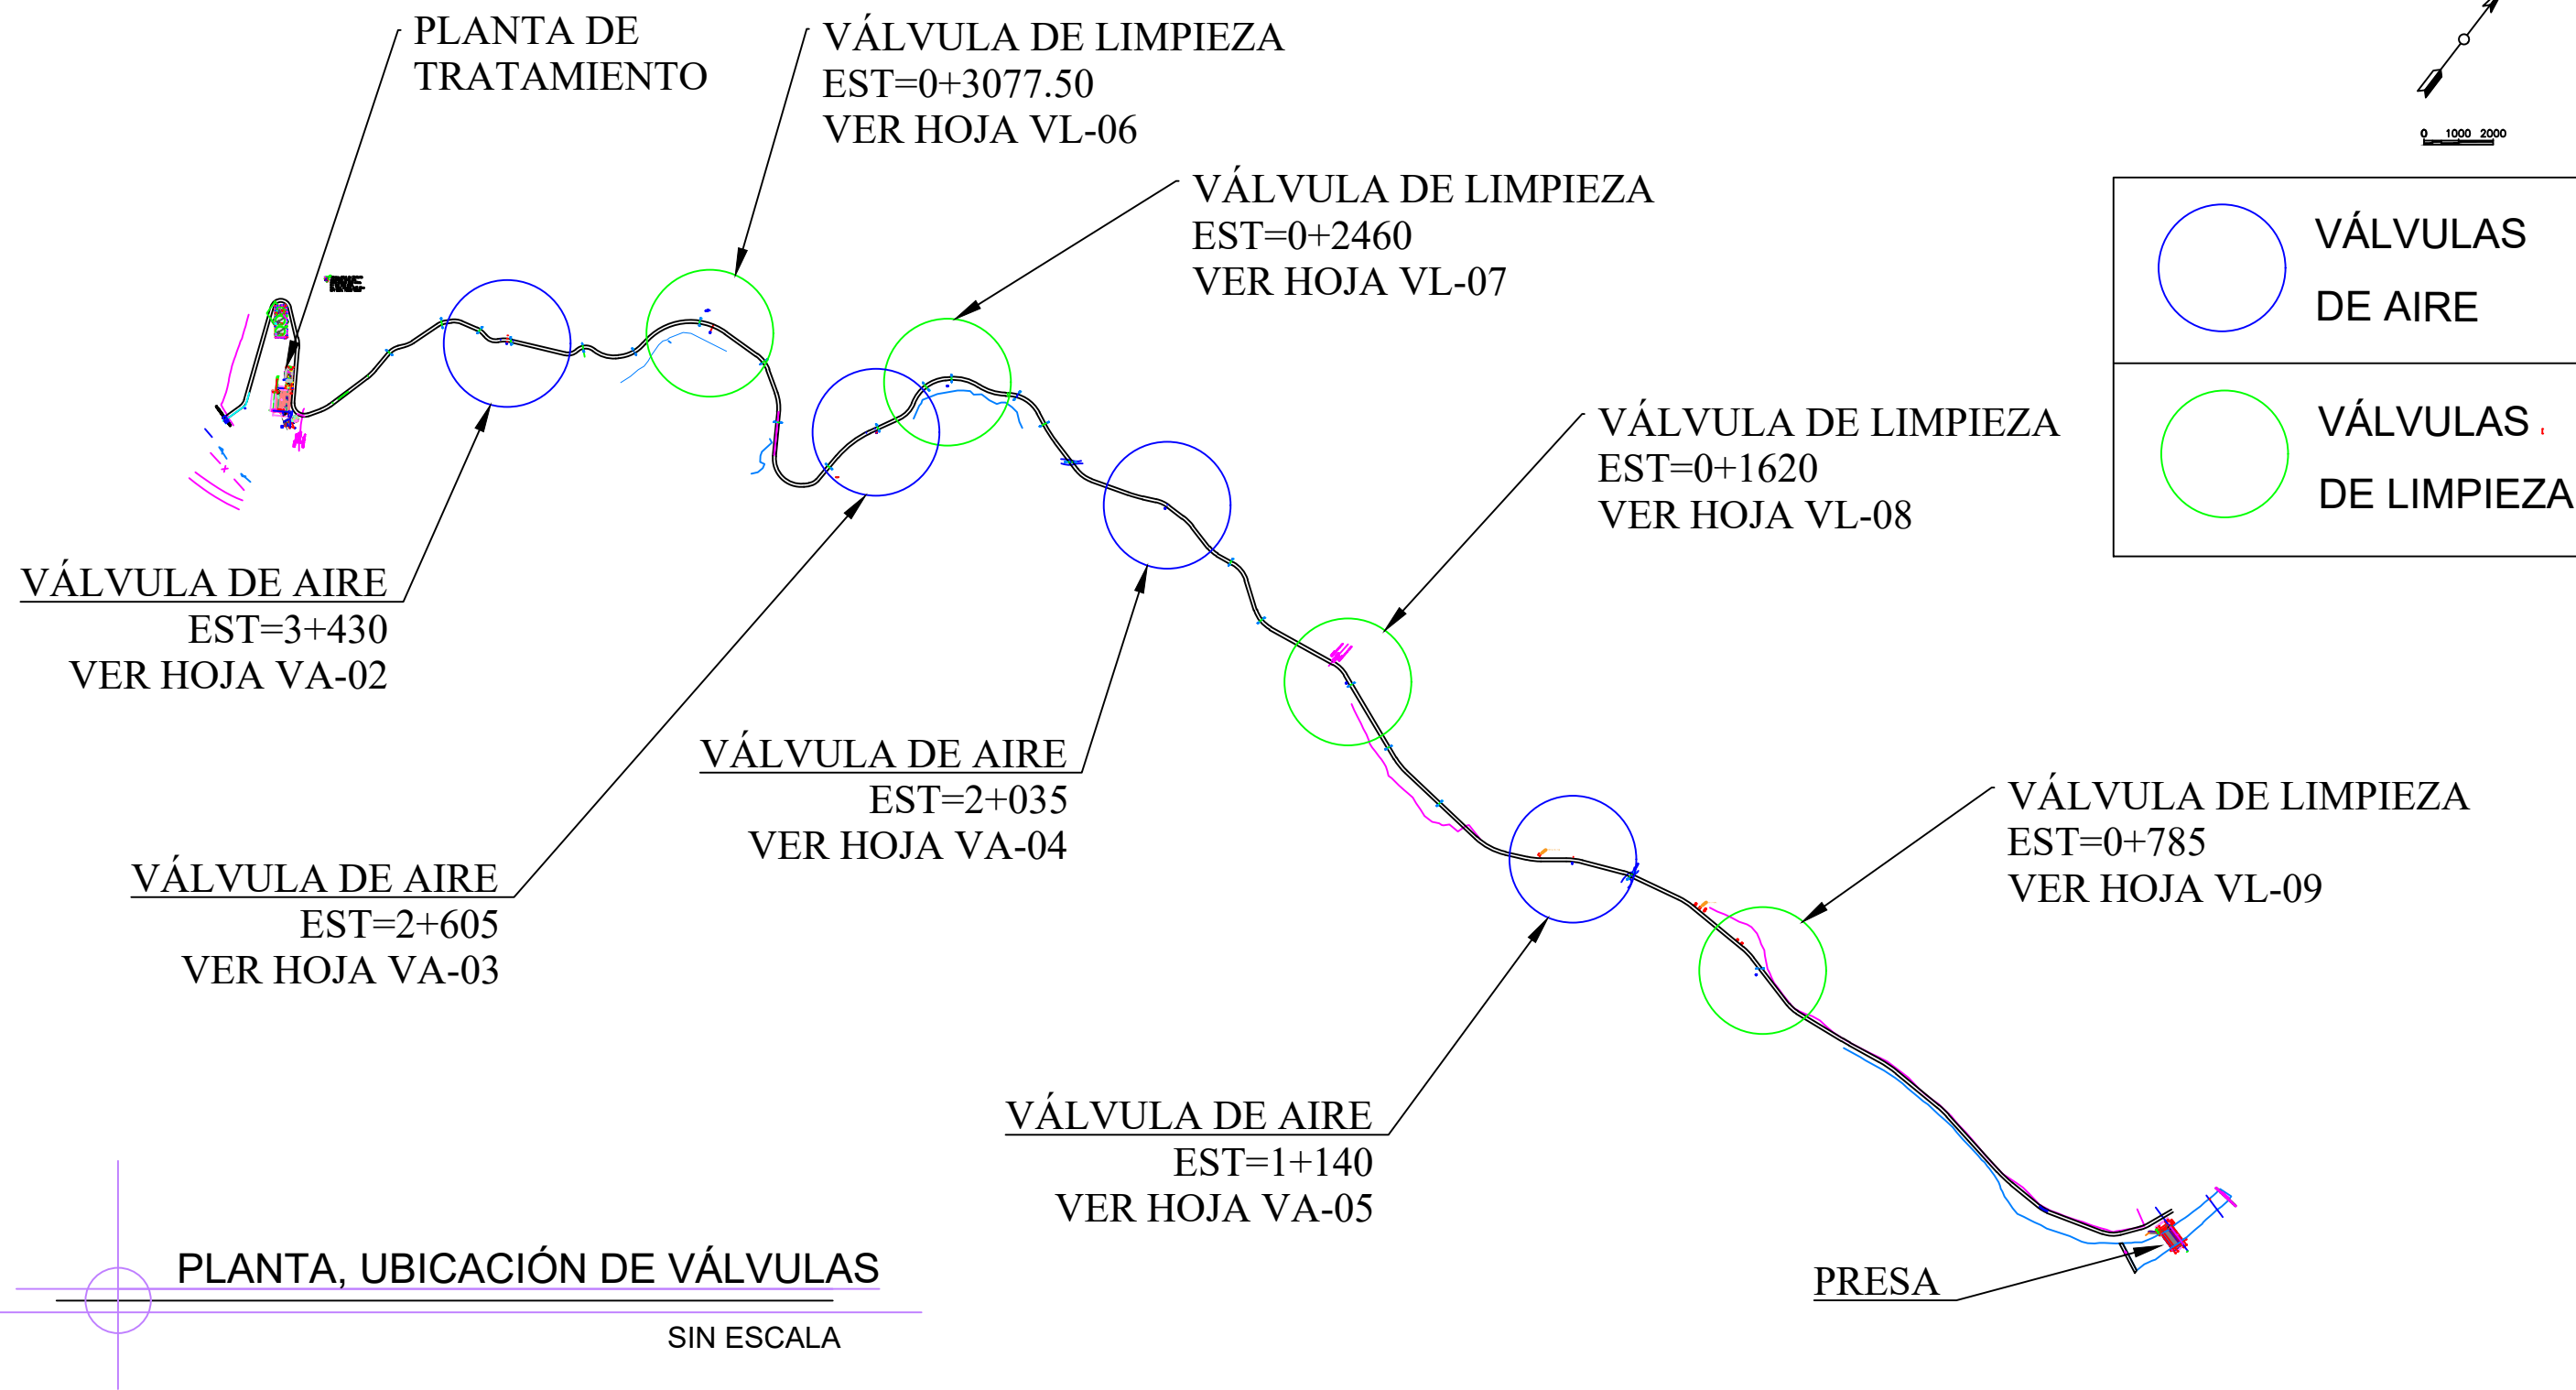 PLANTA DE
TRATAMIENTO
VÁLVULA DE LIMPIEZA
EST=0+3077.50
VER HOJA VL-06
VÁLVULA DE LIMPIEZA
EST=0+2460
VER HOJA VL-07
0 1000 2000
VÁLVULAS
DE AIRE
VÁLVULAS
DE LIMPIEZA
VÁLVULA DE LIMPIEZA
EST=0+1620
VER HOJA VL-08
VÁLVULA DE AIRE
EST=3+430
VER HOJA VA-02
VÁLVULA DE AIRE
EST=2+035
VER HOJA VA-04
VÁLVULA DE LIMPIEZA
EST=0+785
VER HOJA VL-09
VÁLVULA DE AIRE
EST=2+605
VER HOJA VA-03
VÁLVULA DE AIRE
EST=1+140
VER HOJA VA-05
PRESA
PLANTA, UBICACIÓN DE VÁLVULAS
SIN ESCALA